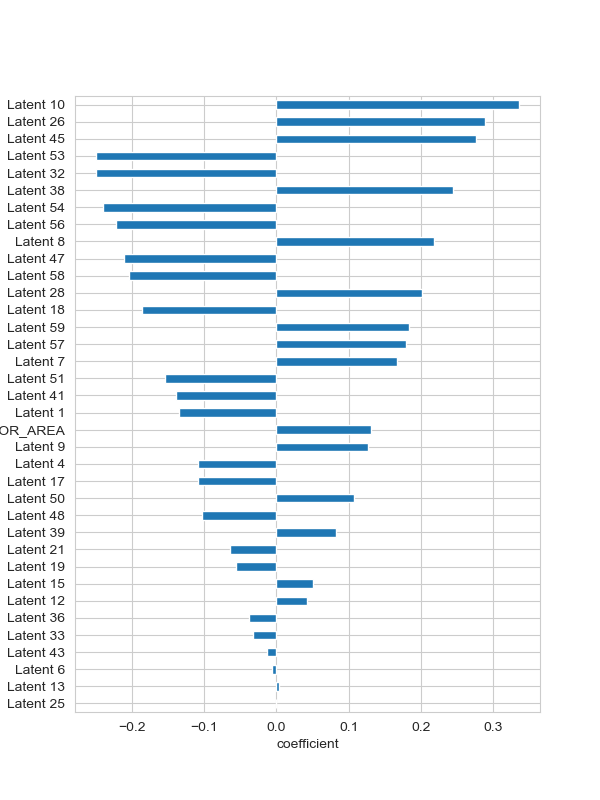 Latent 10
Latent 26
Latent 45
Latent 53
Latent 32
Latent 38
Latent 54
Latent 56
Latent 8
Latent 47
Latent 58
Latent 28
Latent 18
Latent 59
Latent 57
Latent 7
Latent 51
Latent 41
Latent 1
OR_AREA
Latent 9
Latent 4
Latent 17
Latent 50
Latent 48
Latent 39
Latent 21
Latent 19
Latent 15
Latent 12
Latent 36
Latent 33
Latent 43
Latent 6
Latent 13
Latent 25
−0.2 −0.1 0.0 0.1 0.2 0.3
coefficient